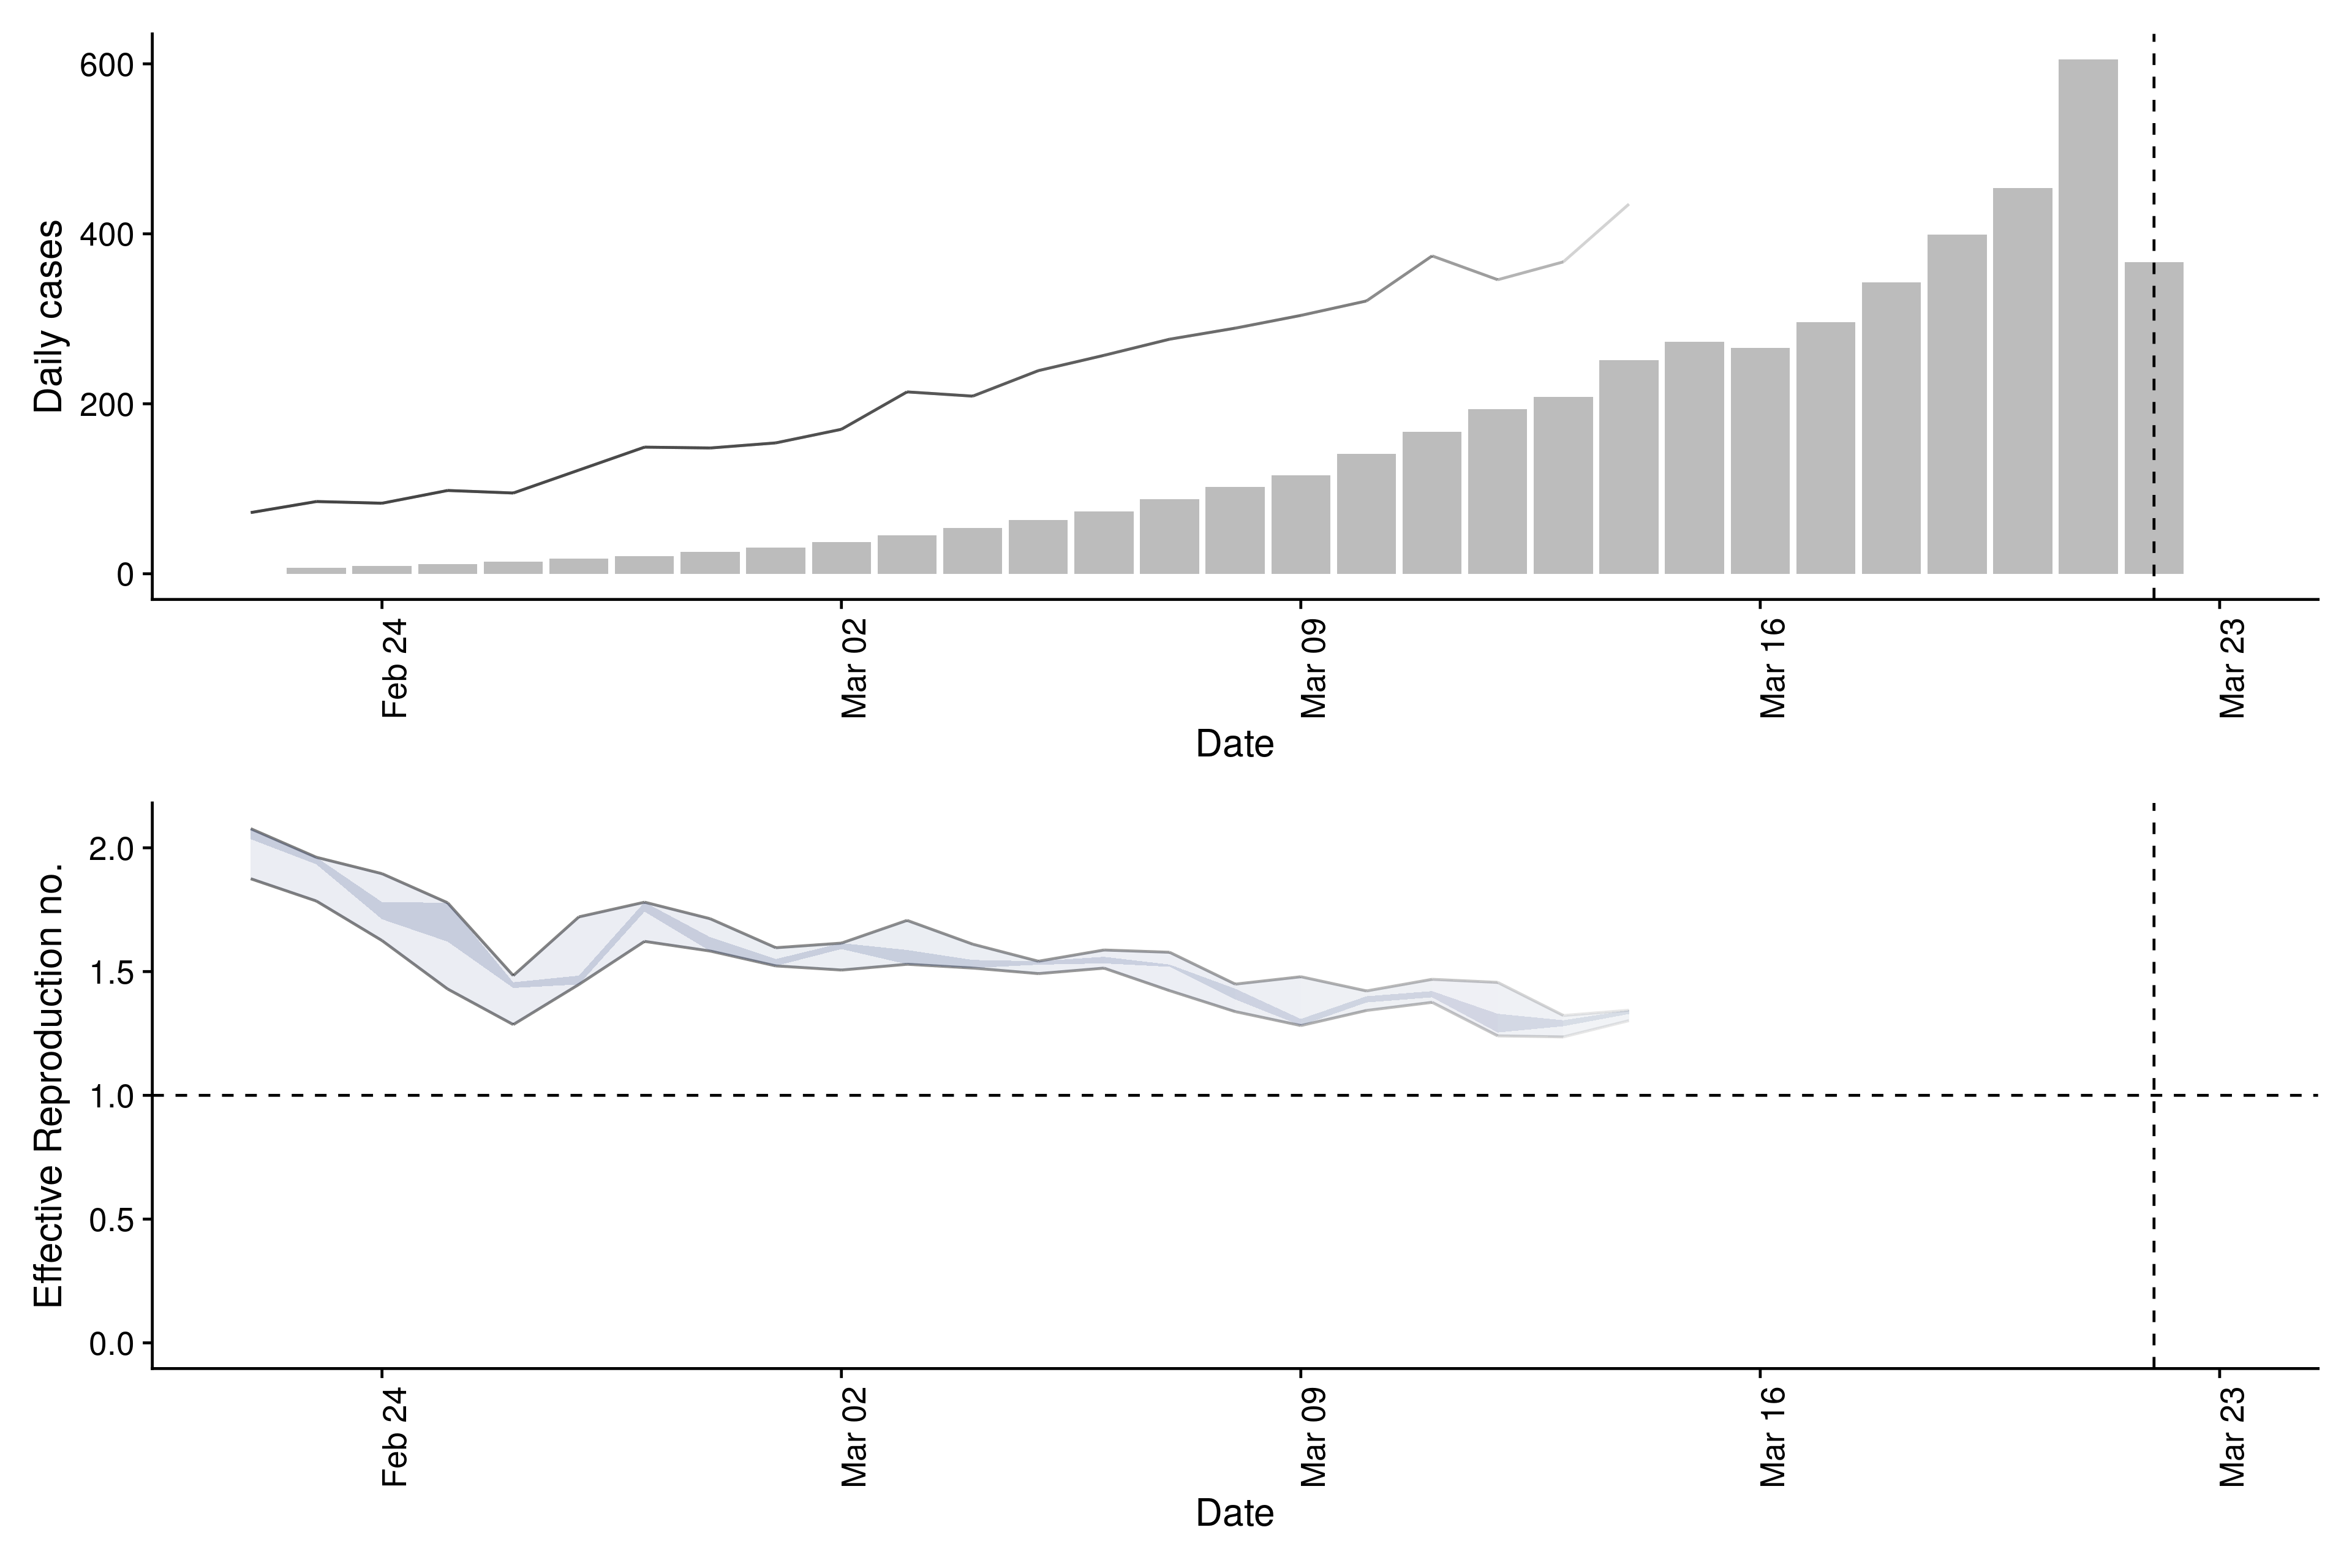 Daily cases
600
400
200
0
Feb 24
Mar 02
Mar 09
Mar 16
Mar 23
Date
Effective Reproduction no.
2.0
1.5
1.0
0.5
0.0
Feb 24
Mar 02
Mar 09
Mar 16
Mar 23
Date